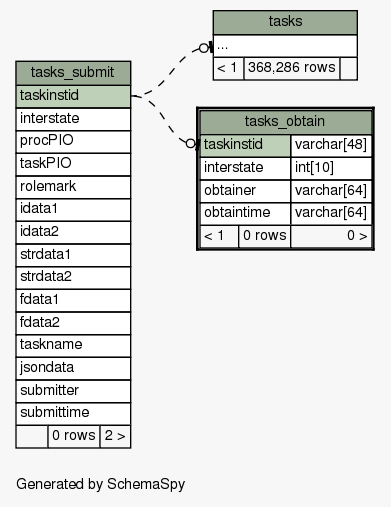 tasks
...
< 1 368,286 rows
tasks_submit
taskinstid
interstate
procPIO
taskPIO
rolemark
idata1
idata2
strdata1
strdata2
fdata1
fdata2
taskname
jsondata
submitter
submittime
0 rows 2 >
tasks_obtain
taskinstid varchar[48]
interstate int[10]
obtainer varchar[64]
obtaintime varchar[64]
< 1 0 rows 0 >
Generated by SchemaSpy